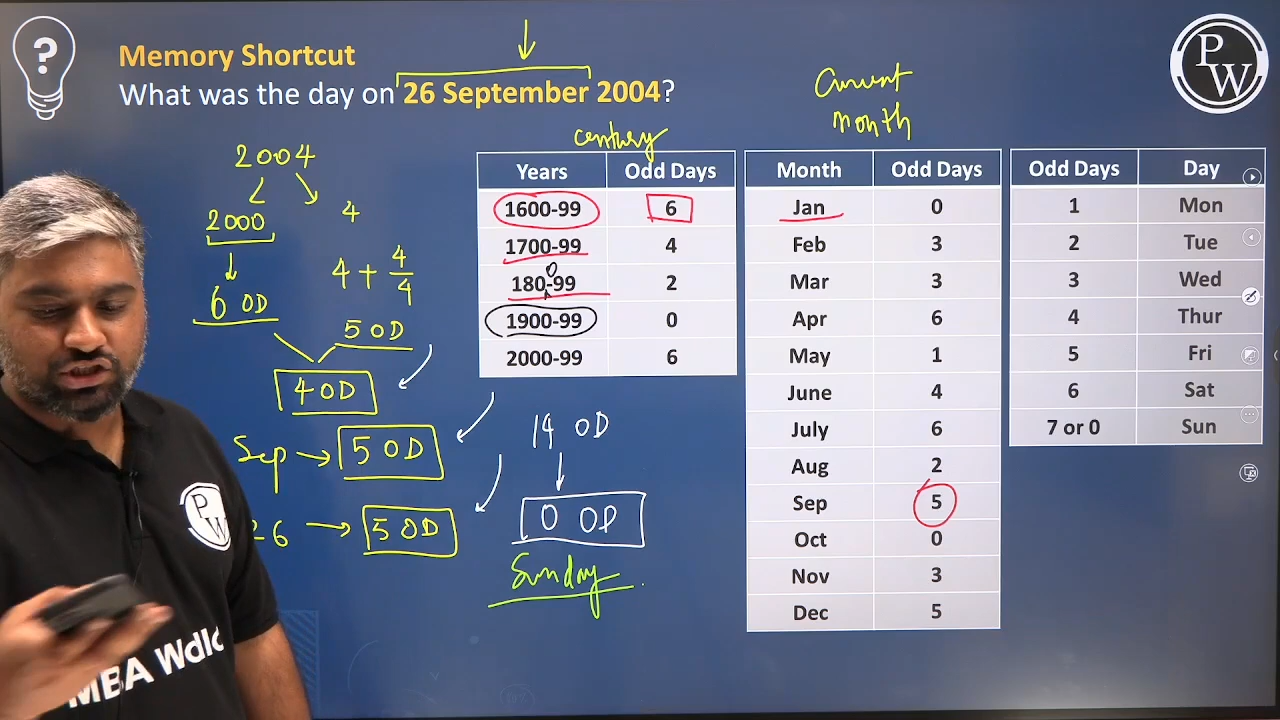 ?
Memory Shortcut
What was the day on 26 September 2004?
PW
Current
Month
century
2004
2000 4
6 OD
4 + 4/4
5 OD
4 OD
Sep → 5 OD
26 → 5 OD
14 OD
0 OD
Sunday
Years Odd Days
1600-99 6
1700-99 4
180-99 2
0
1900-99 0
2000-99 6
Month Odd Days
Jan 0
Feb 3
Mar 3
Apr 6
May 1
June 4
July 6
Aug 2
Sep 5
Oct 0
Nov 3
Dec 5
Odd Days Day
1 Mon
2 Tue
3 Wed
4 Thur
5 Fri
6 Sat
7 or 0 Sun
PW
MBA Wallah